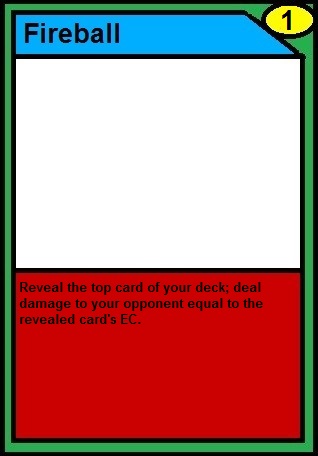 Fireball
1
Reveal the top card of your deck; deal
damage to your opponent equal to the
revealed card's EC.